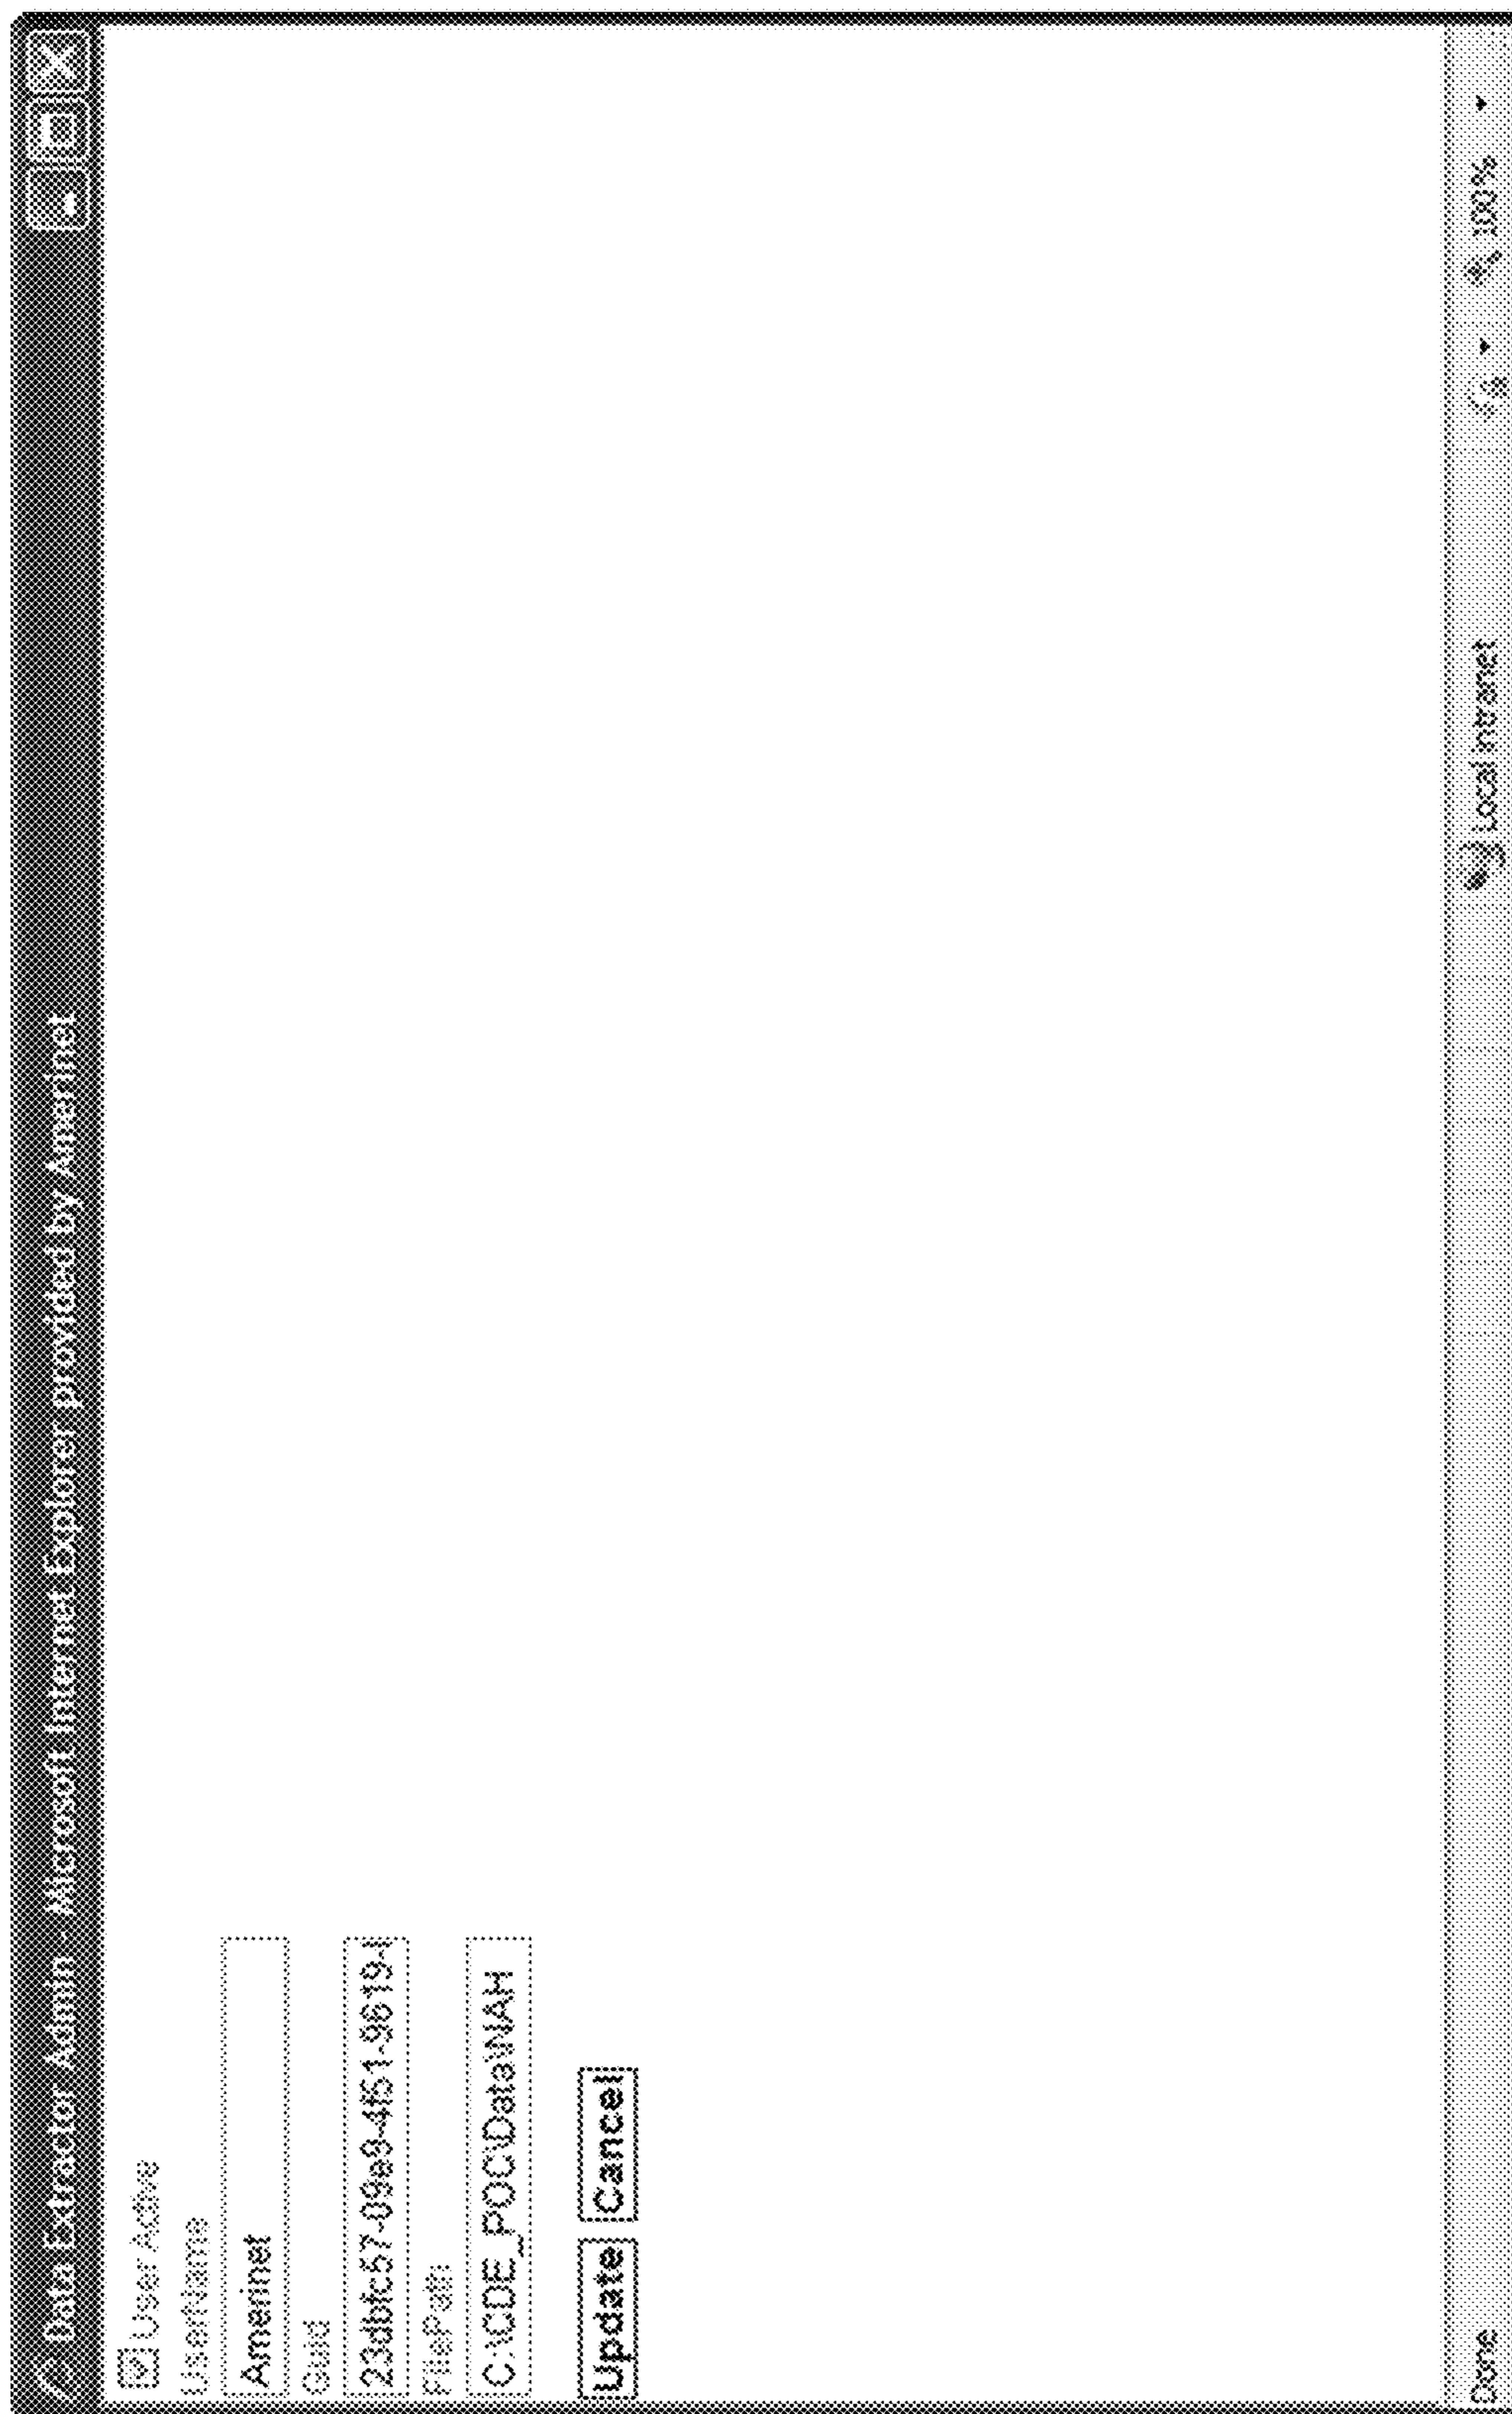 Data Extractor Admin - Microsoft Internet Explorer provided by Amerinet
User Active
UserName
Amerinet
Guid
23dbfc57-09e8-4f51-9619-
FilePath
C:\CDE_POC\Data\NAH
Update Cancel
Done Local intranet 100%